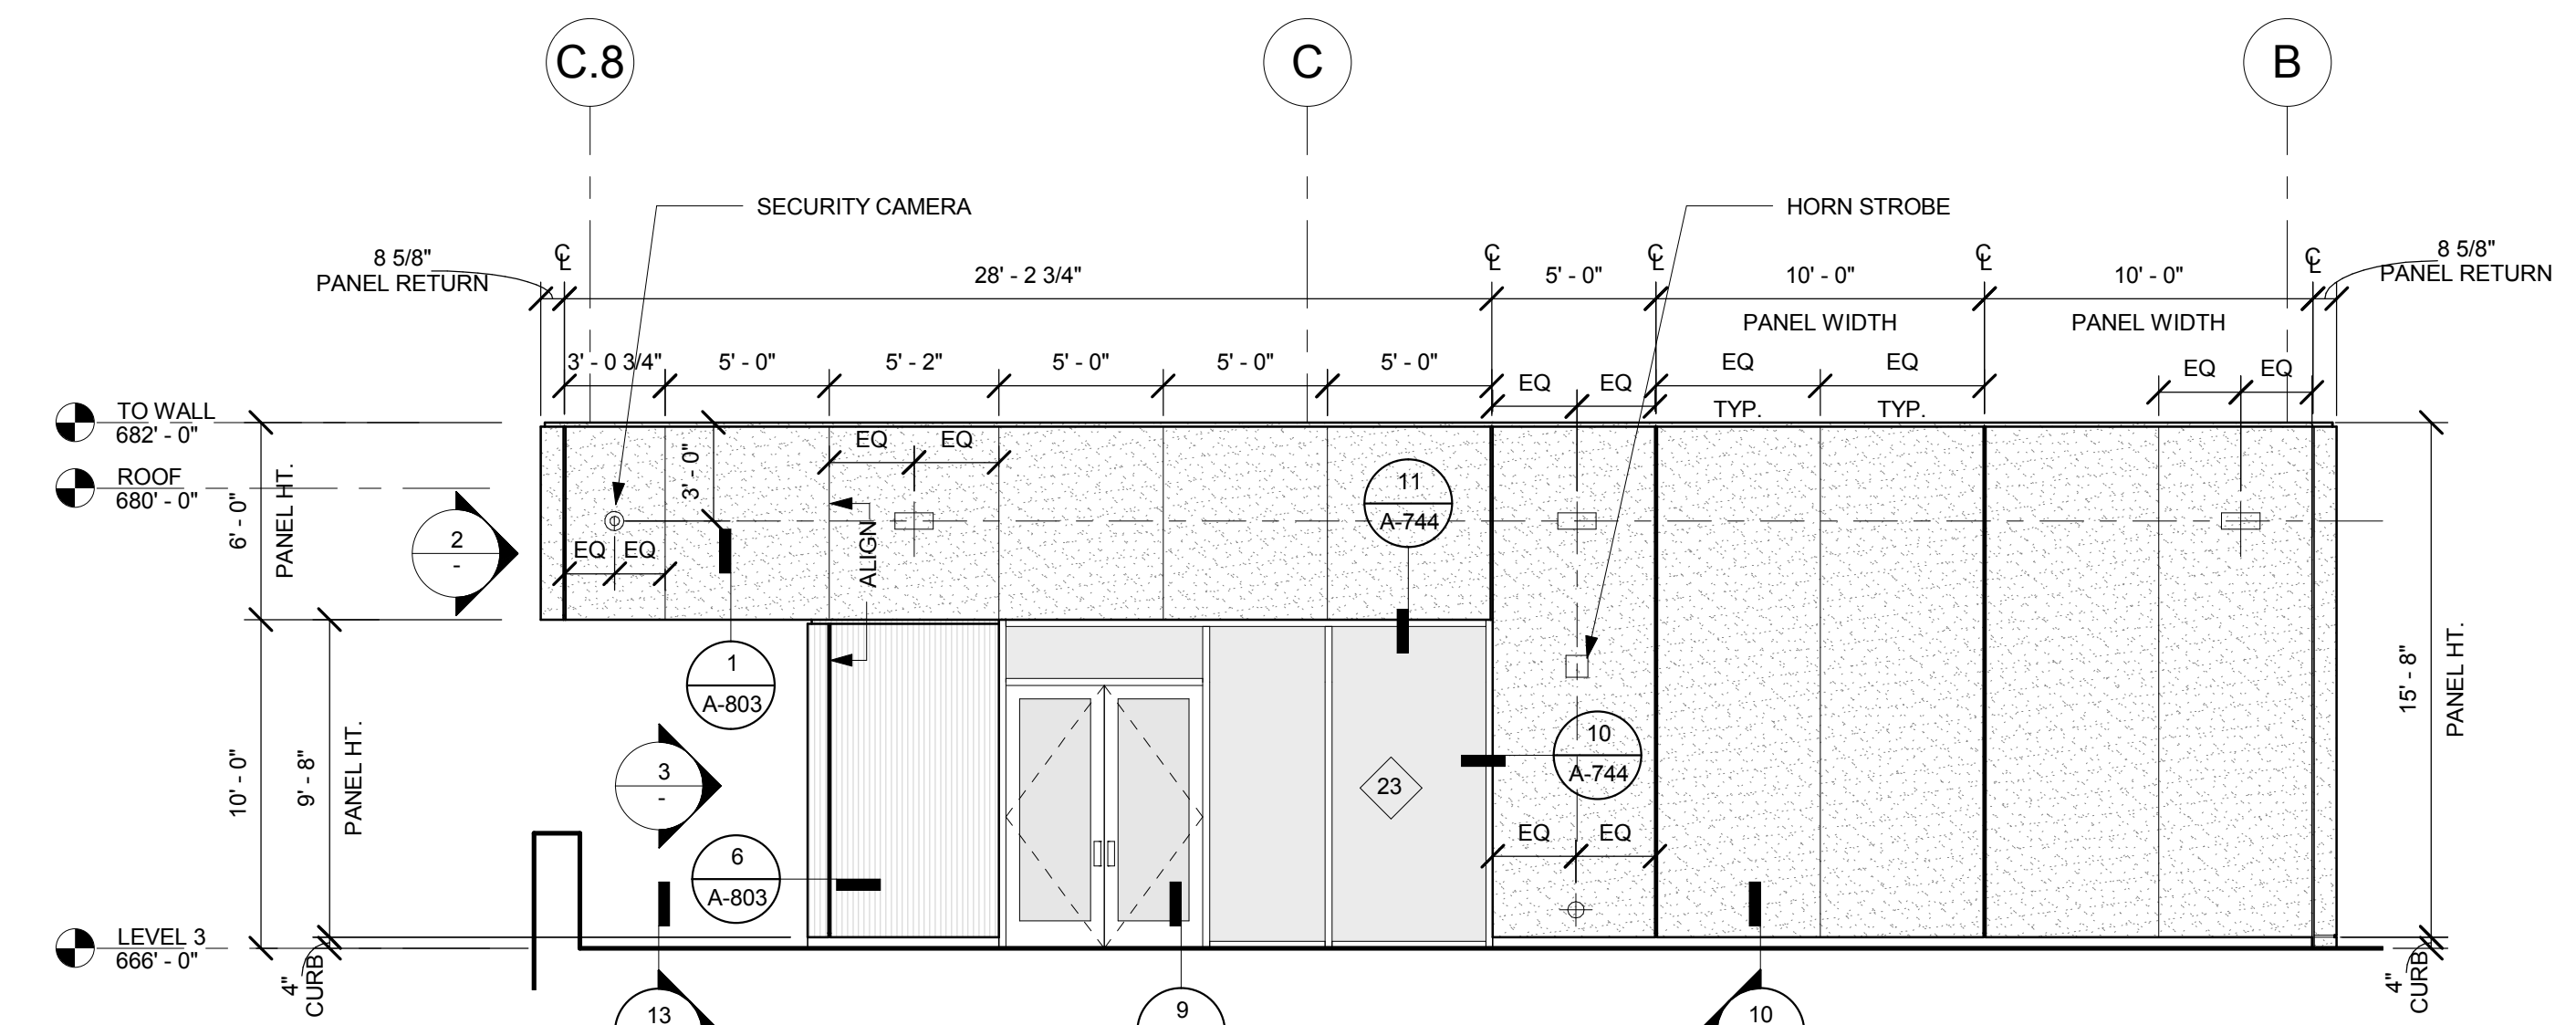 C.8
C
B
SECURITY CAMERA
HORN STROBE
8 5/8"
PANEL RETURN
℄
28' - 2 3/4"
℄
5' - 0"
℄
10' - 0"
℄
10' - 0"
℄
8 5/8"
PANEL RETURN
PANEL WIDTH
PANEL WIDTH
3' - 0 3/4"
5' - 0"
5' - 2"
5' - 0"
5' - 0"
5' - 0"
EQ
EQ
EQ
EQ
EQ
EQ
TYP.
TYP.
TO WALL
682' - 0"
ROOF
680' - 0"
6' - 0"
PANEL HT.
2
-
3' - 0"
EQ
EQ
EQ
EQ
ALIGN
11
A-744
1
A-803
10' - 0"
9' - 8"
PANEL HT.
3
-
6
A-803
23
10
A-744
EQ
EQ
15' - 8"
PANEL HT.
LEVEL 3
666' - 0"
4"
CURB
4"
CURB
13
9
10